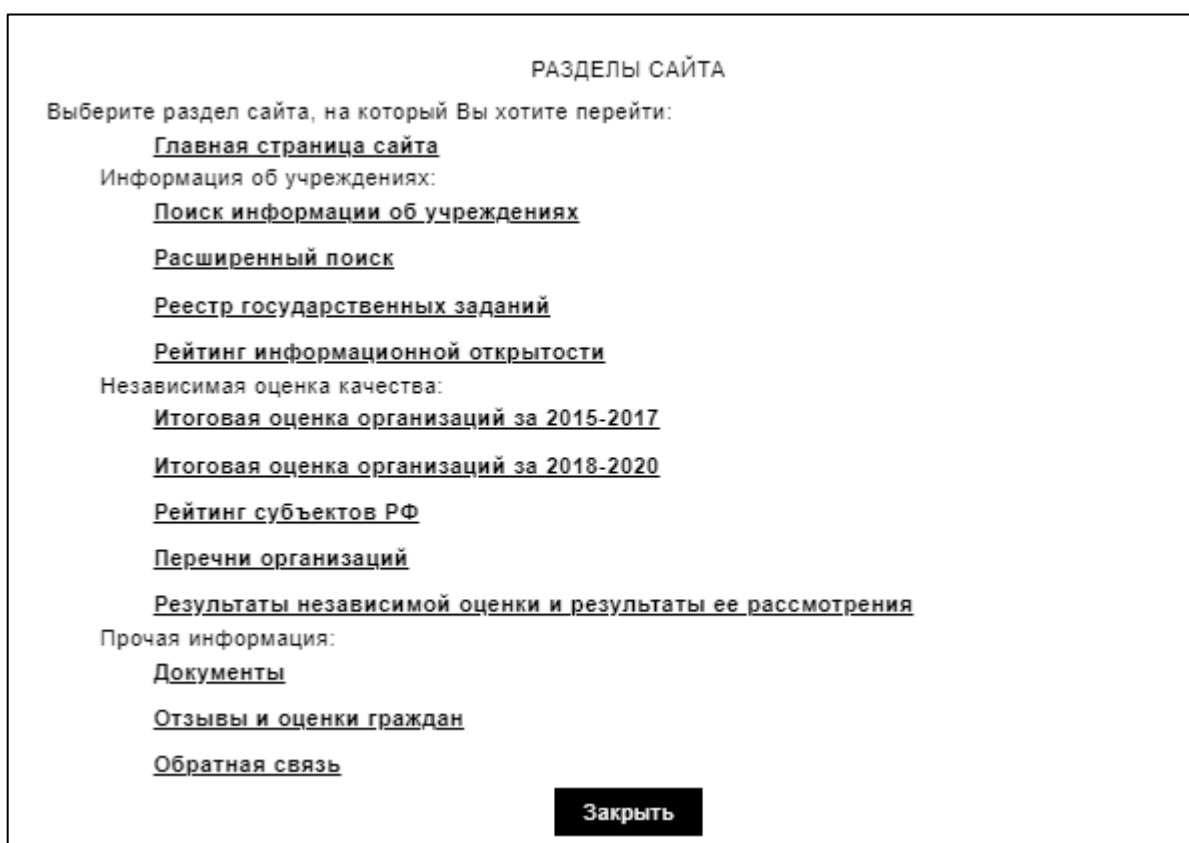 РАЗДЕЛЫ САЙТА
Выберите раздел сайта, на который Вы хотите перейти:
Главная страница сайта
Информация об учреждениях:
Поиск информации об учреждениях
Расширенный поиск
Реестр государственных заданий
Рейтинг информационной открытости
Независимая оценка качества:
Итоговая оценка организаций за 2015-2017
Итоговая оценка организаций за 2018-2020
Рейтинг субъектов РФ
Перечни организаций
Результаты независимой оценки и результаты ее рассмотрения
Прочая информация:
Документы
Отзывы и оценки граждан
Обратная связь
Закрыть